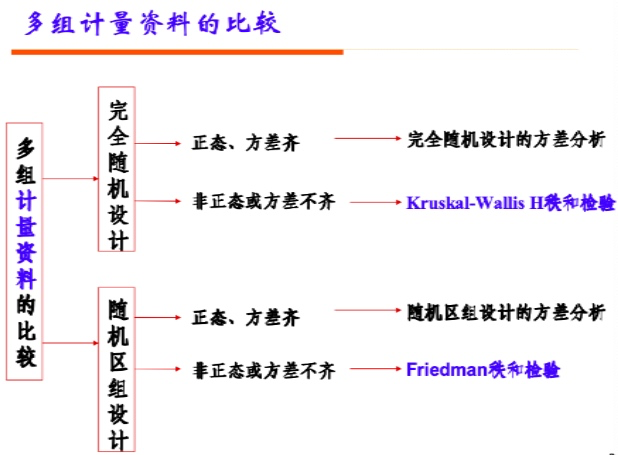 多组计量资料的比较
多组计量资料的比较
完全随机设计
正态、方差齐
完全随机设计的方差分析
非正态或方差不齐
Kruskal-Wallis H秩和检验
随机区组设计
正态、方差齐
随机区组设计的方差分析
非正态或方差不齐
Friedman秩和检验